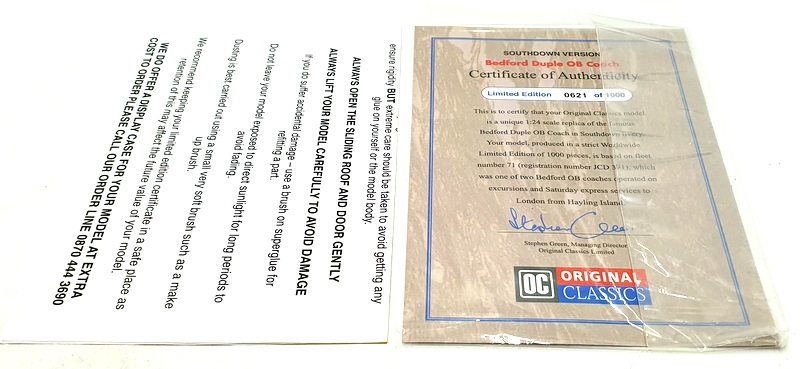 ensure rigidity BUT extreme care should be taken to avoid getting any
glue on yourself or the model body.
ALWAYS OPEN THE SLIDING ROOF AND DOOR GENTLY
ALWAYS LIFT YOUR MODEL CAREFULLY TO AVOID DAMAGE
If you do suffer accidental damage – use a brush on superglue for
refitting a part.
Do not leave your model exposed to direct sunlight for long periods to
avoid fading.
Dusting is best carried out using a small very soft brush such as a make
up brush.
We recommend keeping your limited edition certificate in a safe place as
retention of this may affect the future value of your model.
WE DO OFFER A DISPLAY CASE FOR YOUR MODEL AT EXTRA
COST TO ORDER PLEASE CALL OUR ORDER LINE 0870 444 3690
SOUTHDOWN VERSION
Bedford Duple OB Coach
Certificate of Authenticity
Limited Edition 0621 of 1000
This is to certify that your Original Classics model
is a unique 1:24 scale replica of the famous
Bedford Duple OB Coach in Southdown livery.
Your model, produced in a strict Worldwide
Limited Edition of 1000 pieces, is based on fleet
number 71 (registration number JCD 371), which
was one of two Bedford OB coaches operated on
excursions and Saturday express services to
London from Hayling Island
Stephen Green
Stephen Green, Managing Director
Original Classics Limited
OC ORIGINAL
CLASSICS